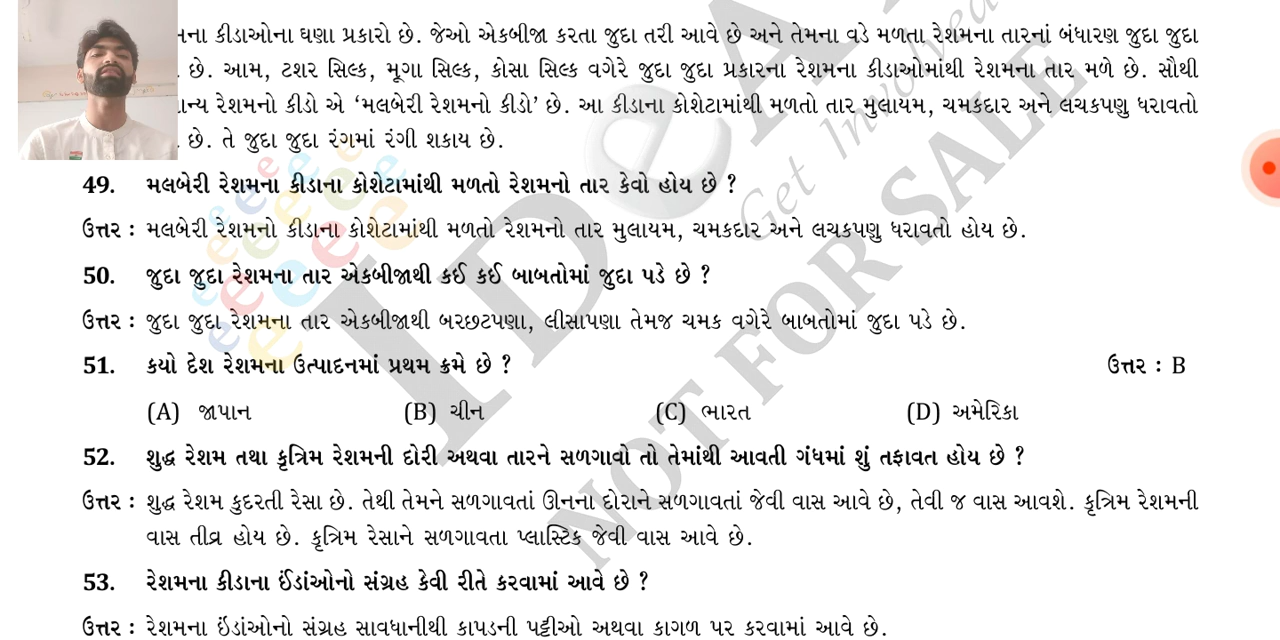 ના કીડાઓના ઘણા પ્રકારો છે. જેઓ એકબીજા કરતા જુદા તરી આવે છે અને તેમના વડે મળતા રેશમના તારનાં બંધારણ જુદા જુદા
છે. આમ, ટશર સિલ્ક, મૂગા સિલ્ક, કોસા સિલ્ક વગેરે જુદા જુદા પ્રકારના રેશમના કીડાઓમાંથી રેશમના તાર મળે છે. સૌથી
ાન્ય રેશમનો કીડો એ ‘મલબેરી રેશમનો કીડો’ છે. આ કીડાના કોશેટામાંથી મળતો તાર મુલાયમ, ચમકદાર અને લચકપણુ ધરાવતો
છે. તે જુદા જુદા રંગમાં રંગી શકાય છે.
49. મલબેરી રેશમના કીડાના કોશેટામાંથી મળતો રેશમનો તાર કેવો હોય છે ?
ઉત્તર : મલબેરી રેશમનો કીડાના કોશેટામાંથી મળતો રેશમનો તાર મુલાયમ, ચમકદાર અને લચકપણુ ધરાવતો હોય છે.
50. જુદા જુદા રેશમના તાર એકબીજાથી કઈ કઈ બાબતોમાં જુદા પડે છે ?
ઉત્તર : જુદા જુદા રેશમના તાર એકબીજાથી બરછટપણા, લીસાપણા તેમજ ચમક વગેરે બાબતોમાં જુદા પડે છે.
51. કયો દેશ રેશમના ઉત્પાદનમાં પ્રથમ ક્રમે છે ? ઉત્તર : B
(A) જાપાન (B) ચીન (C) ભારત (D) અમેરિકા
52. શુદ્ધ રેશમ તથા કૃત્રિમ રેશમની દોરી અથવા તારને સળગાવો તો તેમાંથી આવતી ગંધમાં શું તફાવત હોય છે ?
ઉત્તર : શુદ્ધ રેશમ કુદરતી રેસા છે. તેથી તેમને સળગાવતાં ઊનના દોરાને સળગાવતાં જેવી વાસ આવે છે, તેવી જ વાસ આવશે. કૃત્રિમ રેશમની
વાસ તીવ્ર હોય છે. કૃત્રિમ રેસાને સળગાવતા પ્લાસ્ટિક જેવી વાસ આવે છે.
53. રેશમના કીડાના ઈંડાંઓનો સંગ્રહ કેવી રીતે કરવામાં આવે છે ?
ઉત્તર : રેશમના ઇંડાંઓનો સંગ્રહ સાવધાનીથી કાપડની પટ્ટીઓ અથવા કાગળ પર કરવામાં આવે છે.
IDeA
Get Involved
NOT FOR SALE